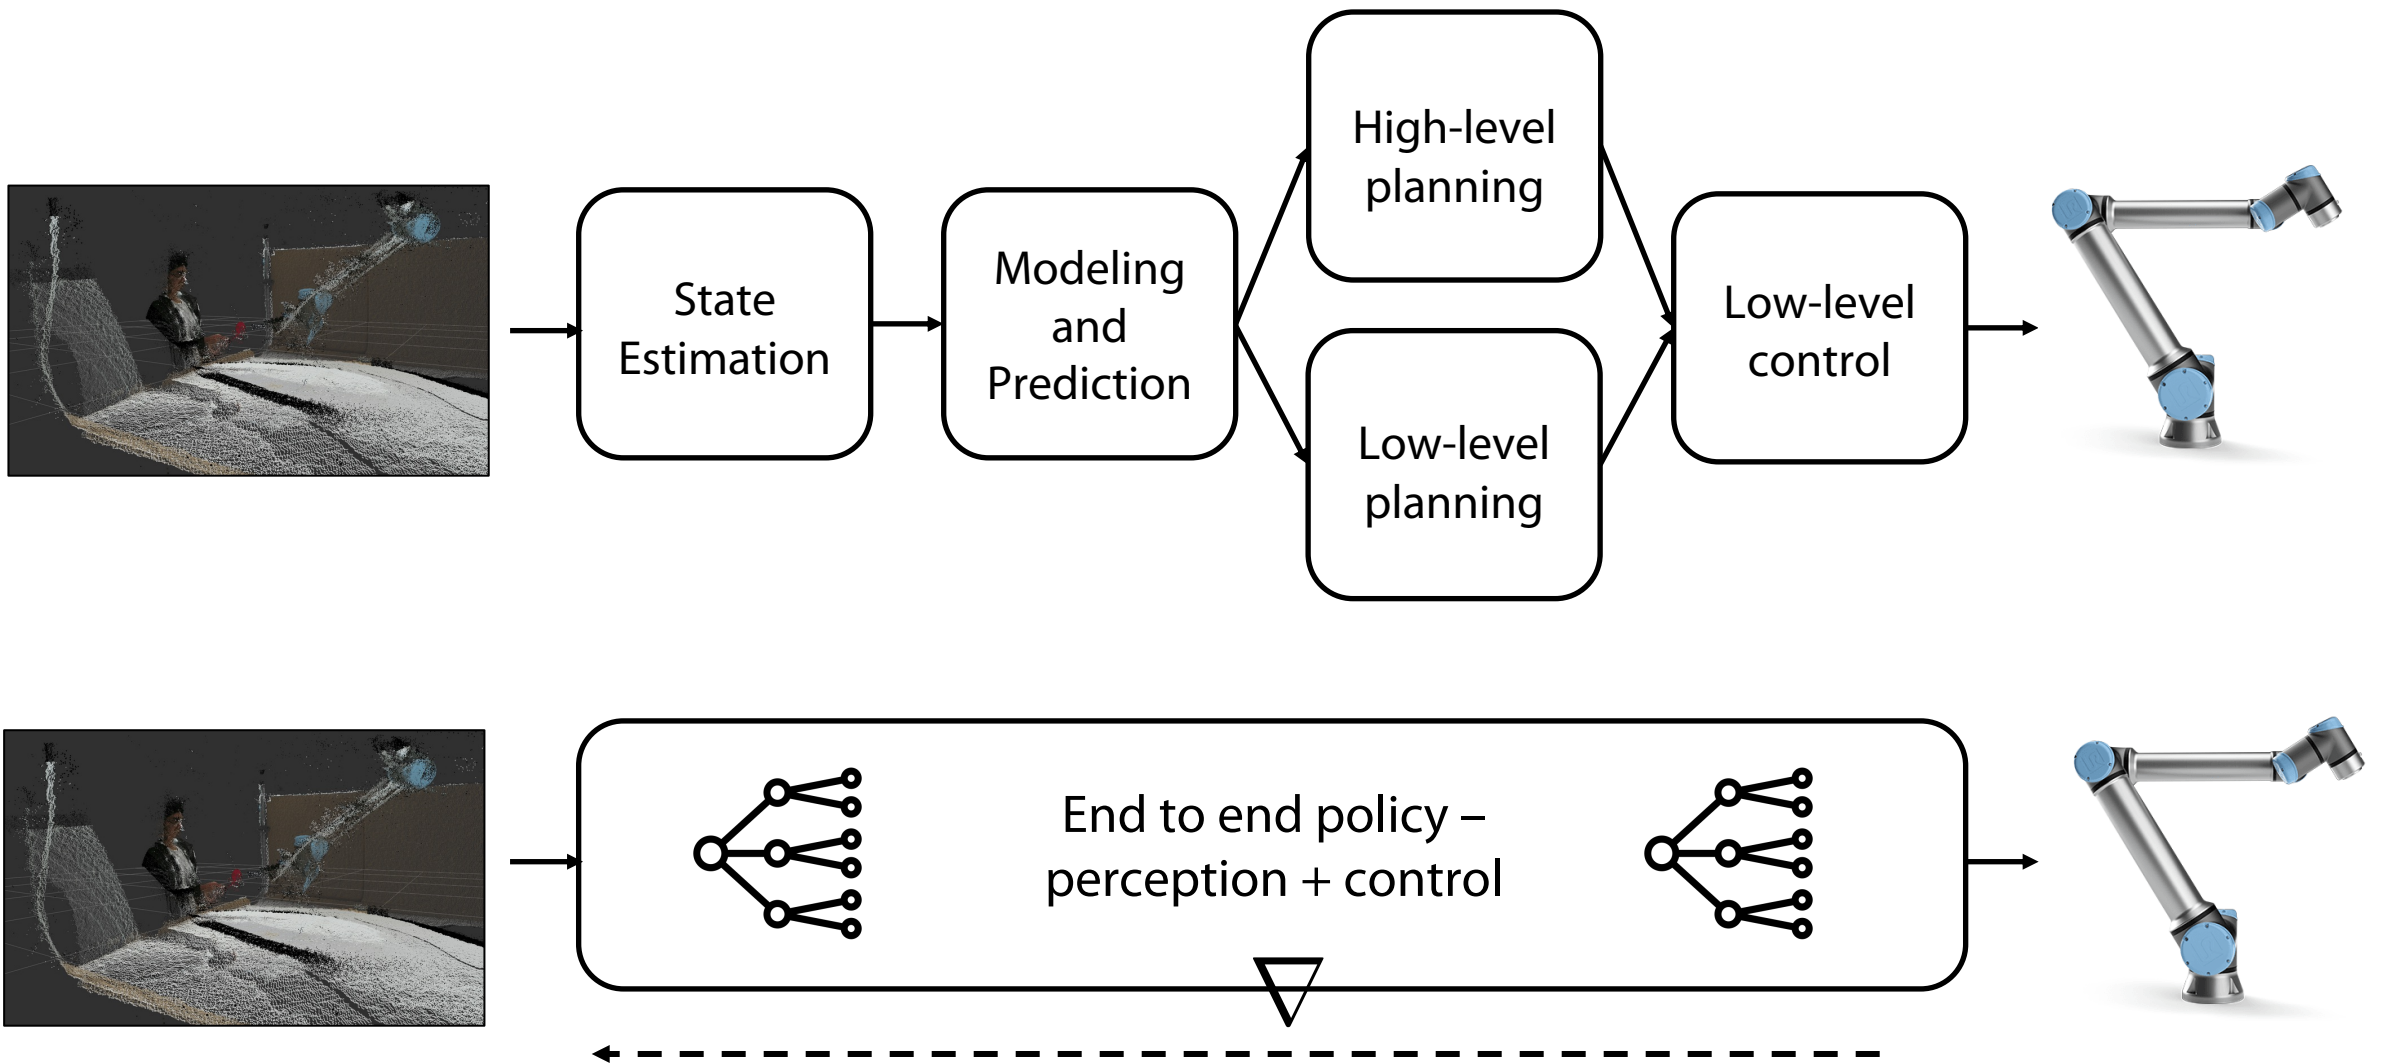 State
Estimation
Modeling
and
Prediction
High-level
planning
Low-level
planning
Low-level
control
End to end policy –
perception + control
∇